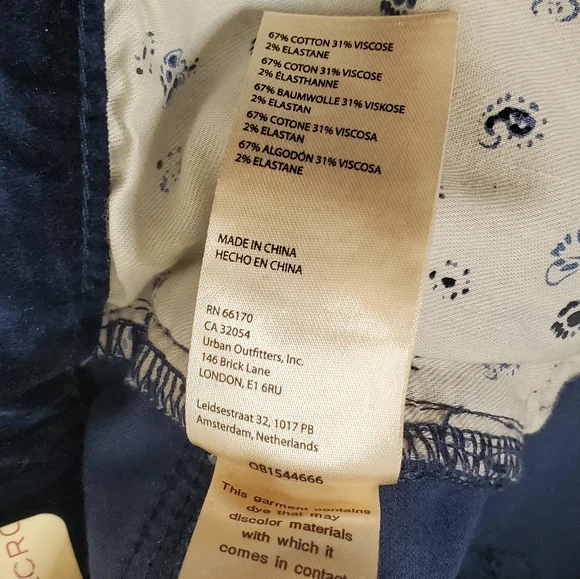 67% COTTON 31% VISCOSE
2% ELASTANE
67% COTON 31% VISCOSE
2% ÉLASTHANNE
67% BAUMWOLLE 31% VISKOSE
2% ELASTAN
67% COTONE 31% VISCOSA
2% ELASTAN
67% ALGODÓN 31% VISCOSA
2% ELASTANE
MADE IN CHINA
HECHO EN CHINA
RN 66170
CA 32054
Urban Outfitters, Inc.
146 Brick Lane
LONDON, E1 6RU
Leidsestraat 32, 1017 PB
Amsterdam, Netherlands
OB1544666
This garment contains
dye that may
discolor materials
with which it
comes in contact
CRO